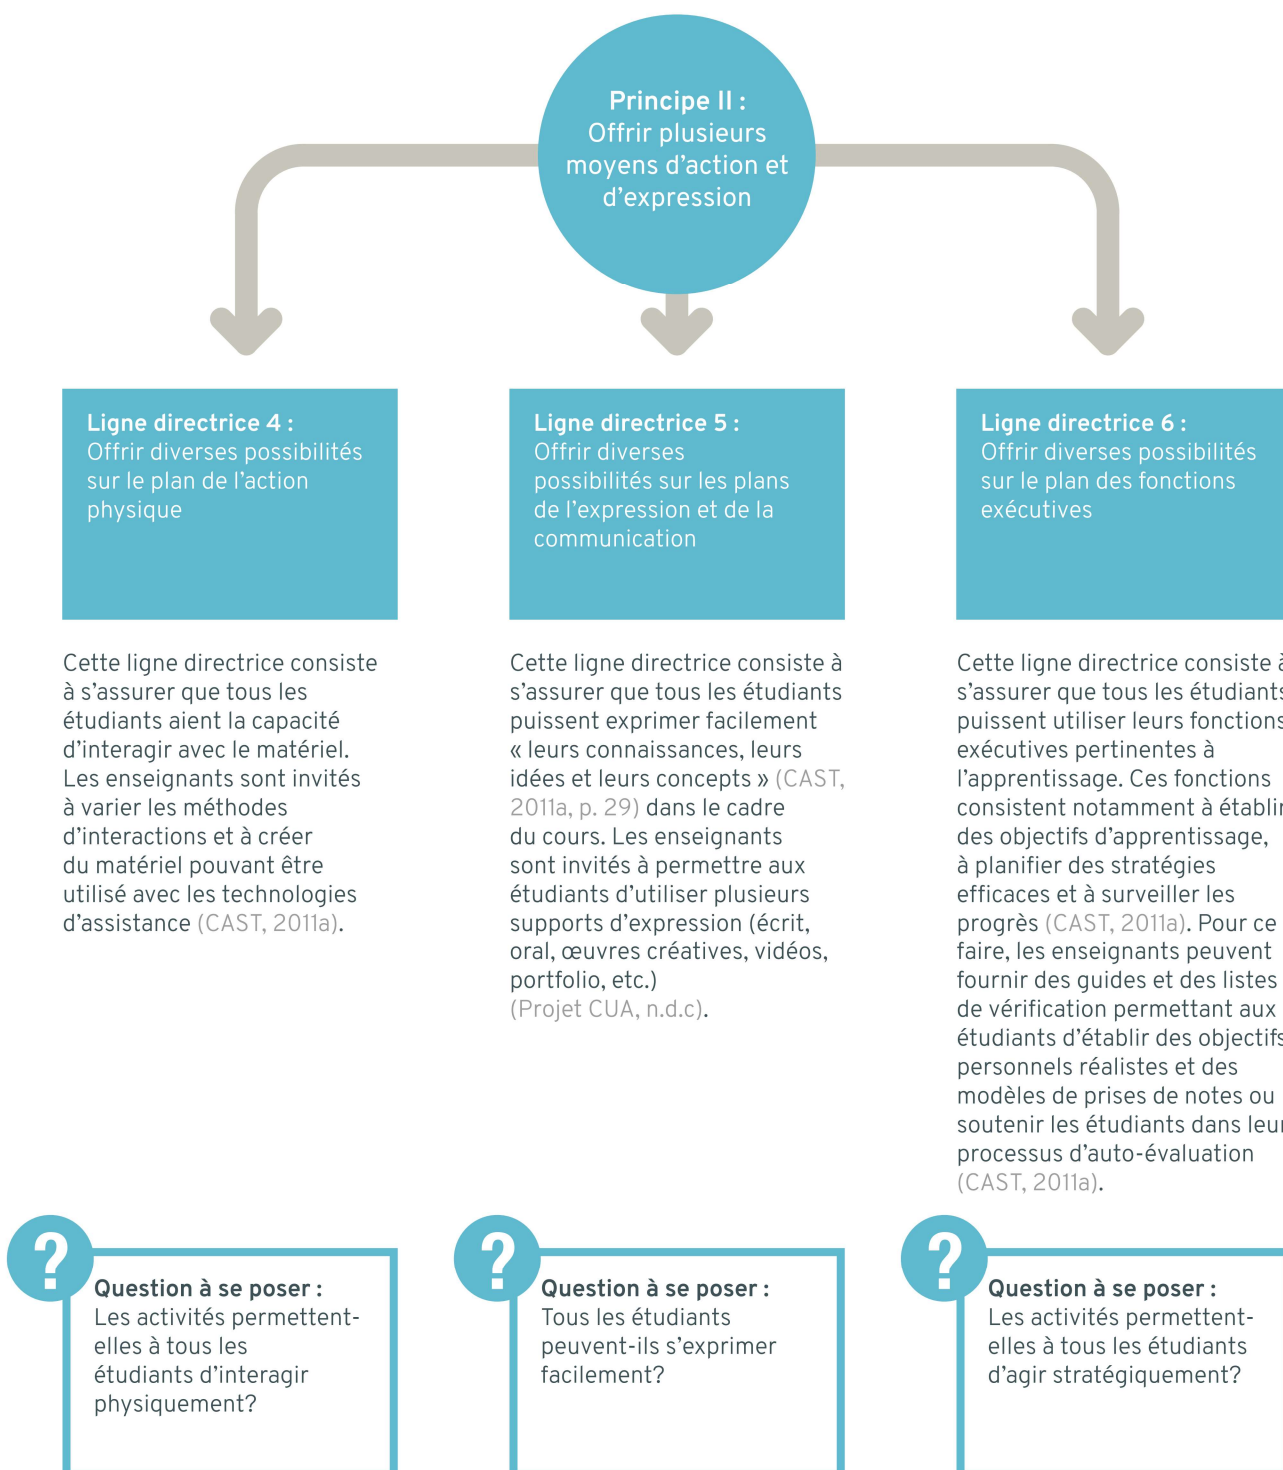 Principe II :
Offrir plusieurs
moyens d’action et
d’expression
Ligne directrice 4 :
Offrir diverses possibilités
sur le plan de l’action
physique
Cette ligne directrice consiste
à s’assurer que tous les
étudiants aient la capacité
d’interagir avec le matériel.
Les enseignants sont invités
à varier les méthodes
d’interactions et à créer
du matériel pouvant être
utilisé avec les technologies
d’assistance (CAST, 2011a).
?
Question à se poser :
Les activités permettent-
elles à tous les
étudiants d’interagir
physiquement?
Ligne directrice 5 :
Offrir diverses
possibilités sur les plans
de l’expression et de la
communication
Cette ligne directrice consiste à
s’assurer que tous les étudiants
puissent exprimer facilement
« leurs connaissances, leurs
idées et leurs concepts » (CAST,
2011a, p. 29) dans le cadre
du cours. Les enseignants
sont invités à permettre aux
étudiants d’utiliser plusieurs
supports d’expression (écrit,
oral, œuvres créatives, vidéos,
portfolio, etc.)
(Projet CUA, n.d.c).
?
Question à se poser :
Tous les étudiants
peuvent-ils s’exprimer
facilement?
Ligne directrice 6 :
Offrir diverses possibilités
sur le plan des fonctions
exécutives
Cette ligne directrice consiste à
s’assurer que tous les étudiants
puissent utiliser leurs fonctions
exécutives pertinentes à
l’apprentissage. Ces fonctions
consistent notamment à établir
des objectifs d’apprentissage,
à planifier des stratégies
efficaces et à surveiller les
progrès (CAST, 2011a). Pour ce
faire, les enseignants peuvent
fournir des guides et des listes
de vérification permettant aux
étudiants d’établir des objectifs
personnels réalistes et des
modèles de prises de notes ou
soutenir les étudiants dans leur
processus d’auto-évaluation
(CAST, 2011a).
?
Question à se poser :
Les activités permettent-
elles à tous les étudiants
d’agir stratégiquement?